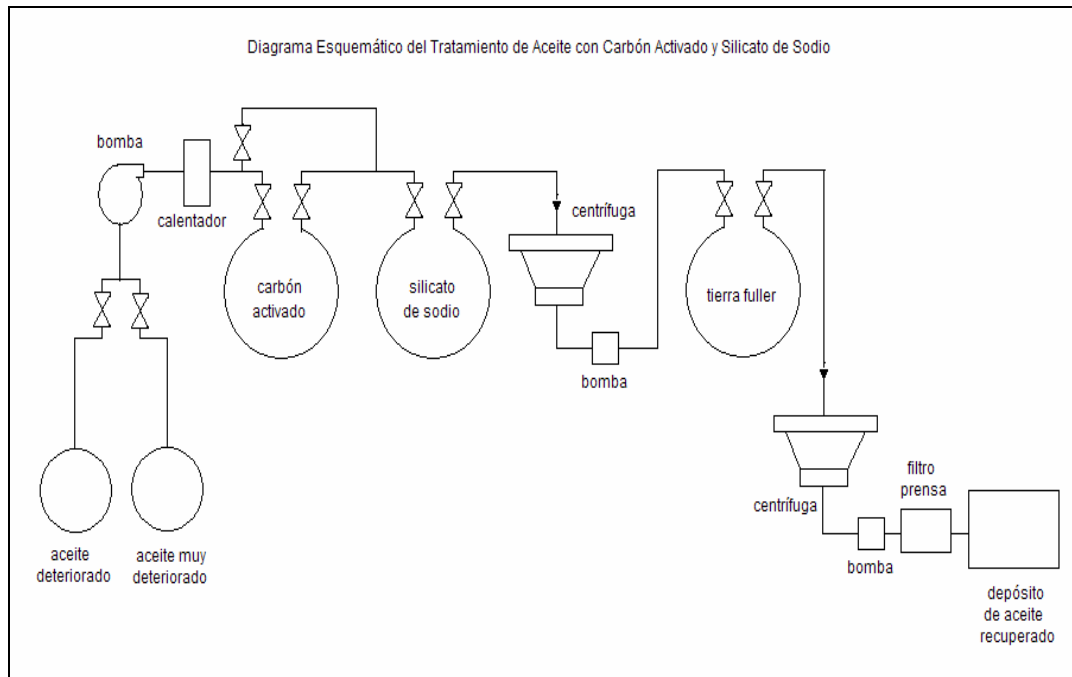 Diagrama Esquemático del Tratamiento de Aceite con Carbón Activado y Silicato de Sodio
bomba
calentador
carbón
activado
silicato
de sodio
centrífuga
bomba
tierra fuller
aceite
deteriorado
aceite muy
deteriorado
centrífuga
bomba
filtro
prensa
depósito
de aceite
recuperado